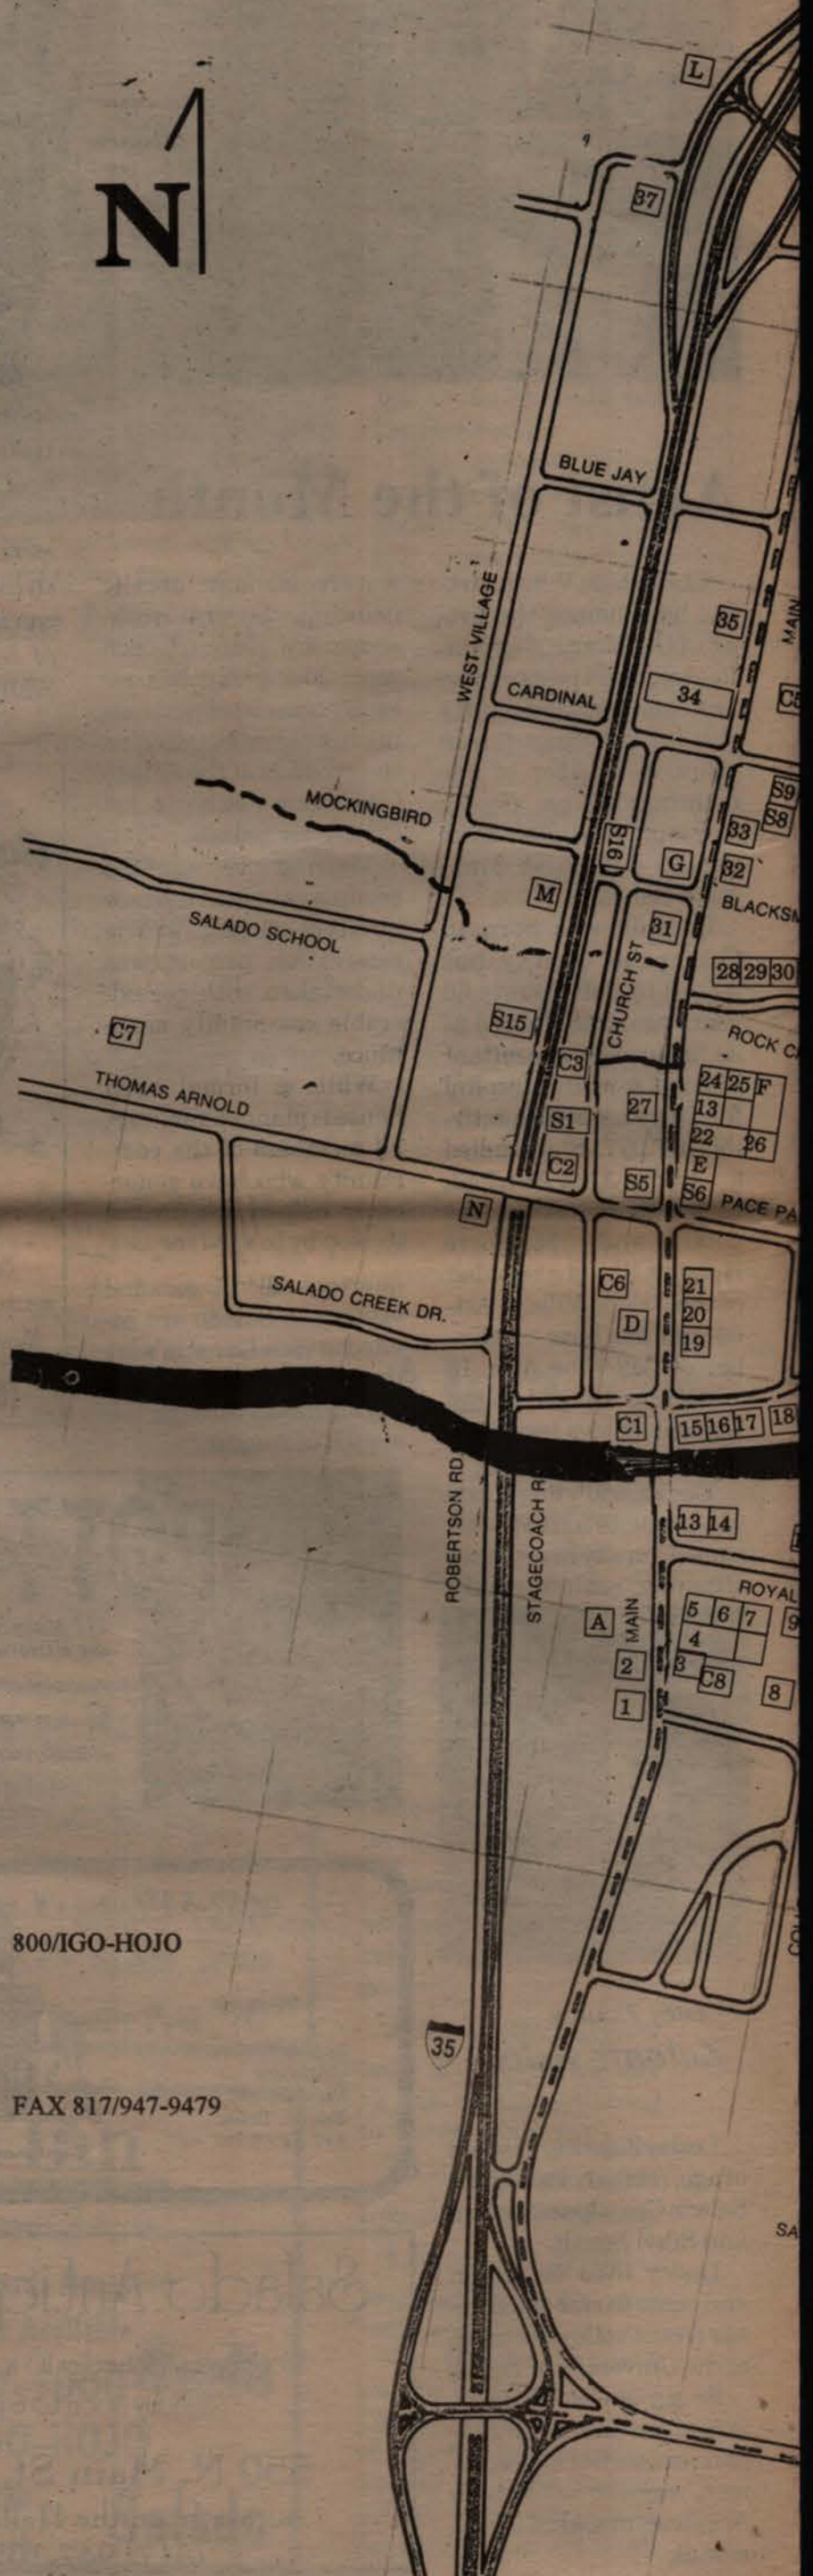 L
N
37
BLUE JAY
WEST VILLAGE
35
MAIN
CARDINAL
34
C5
MOCKINGBIRD
S9
S8
33
S16
G
32
M
BLACKSM
SALADO SCHOOL
31
CHURCH ST
28 29 30
S15
C7
ROCK C
C3
THOMAS ARNOLD
24 25 F
27
13
S1
22 26
C2
E
S5
S6
PACE PA
N
SALADO CREEK DR.
C6
21
D
20
19
C1
15 16 17 18
ROBERTSON RD.
STAGECOACH R
13 14
ROYAL
A
MAIN
5 6 7 9
4
2
3
C8
8
1
800/IGO-HOJO
35
FAX 817/947-9479
SA